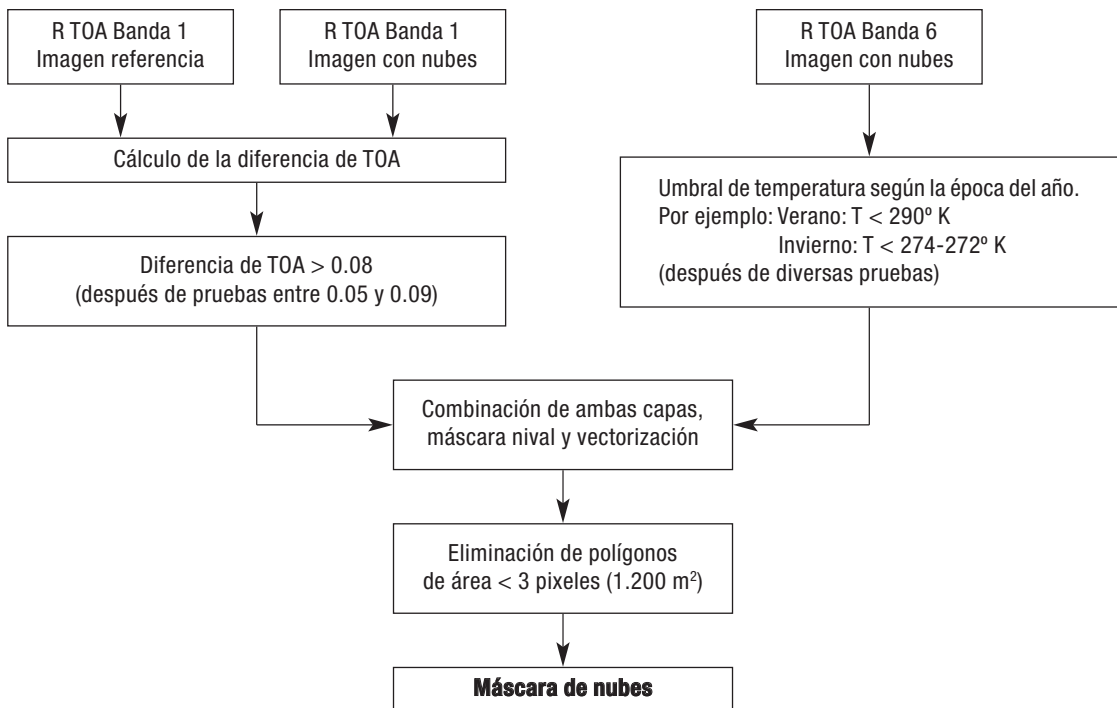 R TOA Banda 1
Imagen referencia
R TOA Banda 1
Imagen con nubes
R TOA Banda 6
Imagen con nubes
Cálculo de la diferencia de TOA
Umbral de temperatura según la época del año.
Por ejemplo: Verano: T < 290º K
Invierno: T < 274-272º K
(después de diversas pruebas)
Diferencia de TOA > 0.08
(después de pruebas entre 0.05 y 0.09)
Combinación de ambas capas,
máscara nival y vectorización
Eliminación de polígonos
de área < 3 pixeles (1.200 m²)
Máscara de nubes